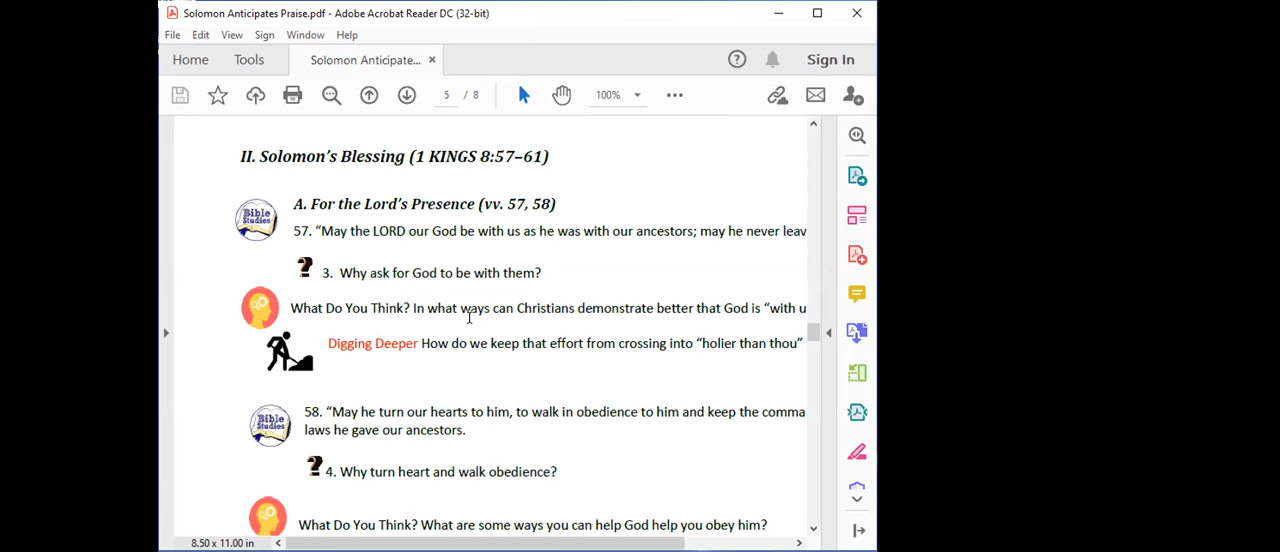 Solomon Anticipates Praise.pdf - Adobe Acrobat Reader DC (32-bit)
File Edit View Sign Window Help
Home Tools Solomon Anticipate... × Sign In
5 / 8 100%
II. Solomon's Blessing (1 KINGS 8:57–61)
A. For the Lord's Presence (vv. 57, 58)
Bible Studies
57. “May the LORD our God be with us as he was with our ancestors; may he never leav
? 3. Why ask for God to be with them?
What Do You Think? In what ways can Christians demonstrate better that God is “with u
Digging Deeper How do we keep that effort from crossing into “holier than thou”
58. “May he turn our hearts to him, to walk in obedience to him and keep the comma
Bible Studies
laws he gave our ancestors.
? 4. Why turn heart and walk obedience?
What Do You Think? What are some ways you can help God help you obey him?
8.50 x 11.00 in